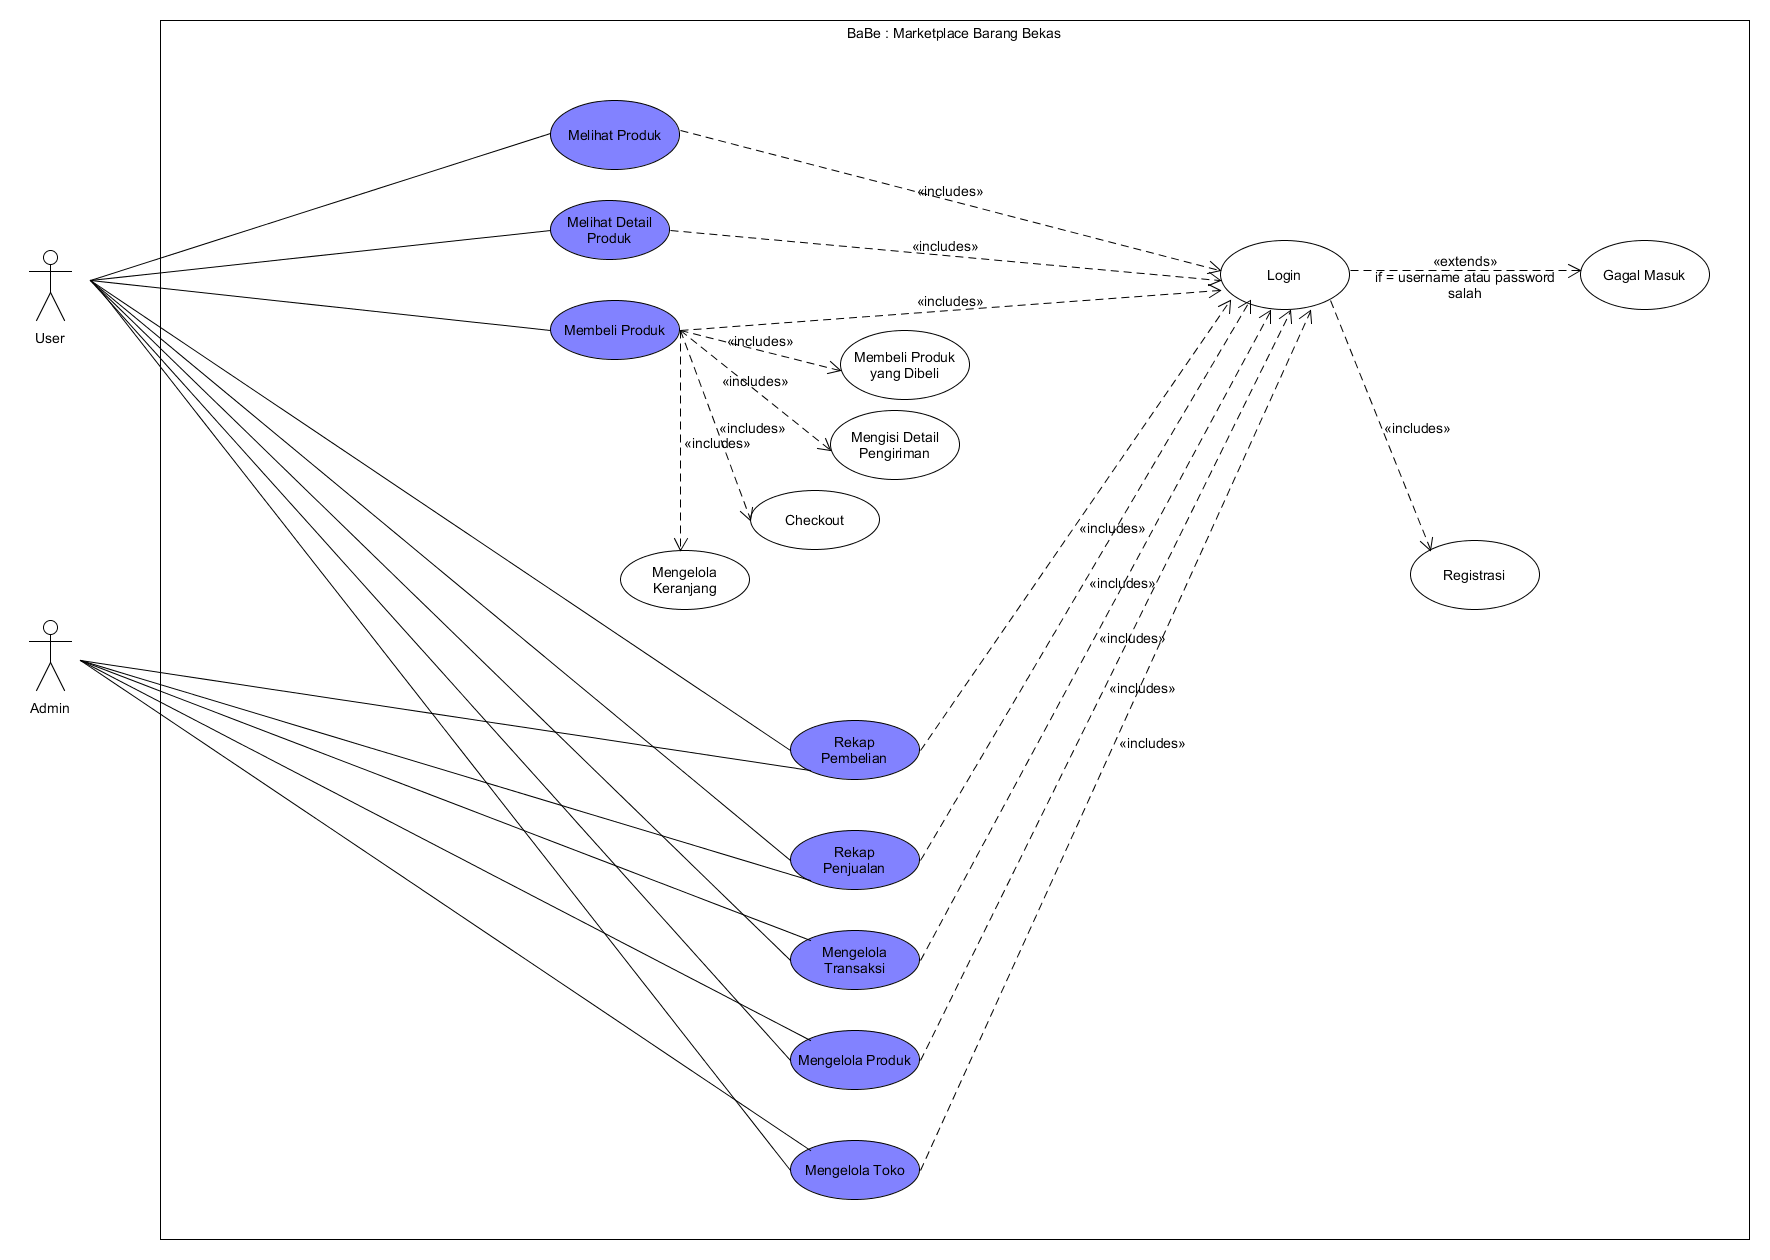 BaBe : Marketplace Barang Bekas
Melihat Produk
«includes»
Melihat Detail
Produk
«includes»
Login
«extends»
if = username atau password
salah
Gagal Masuk
User
Membeli Produk
«includes»
«includes»
Membeli Produk
yang Dibeli
«includes»
Mengisi Detail
Pengiriman
«includes»
«includes»
«includes»
Checkout
Mengelola
Keranjang
«includes»
Registrasi
«includes»
«includes»
«includes»
«includes»
Admin
Rekap
Pembelian
Rekap
Penjualan
Mengelola
Transaksi
Mengelola Produk
Mengelola Toko